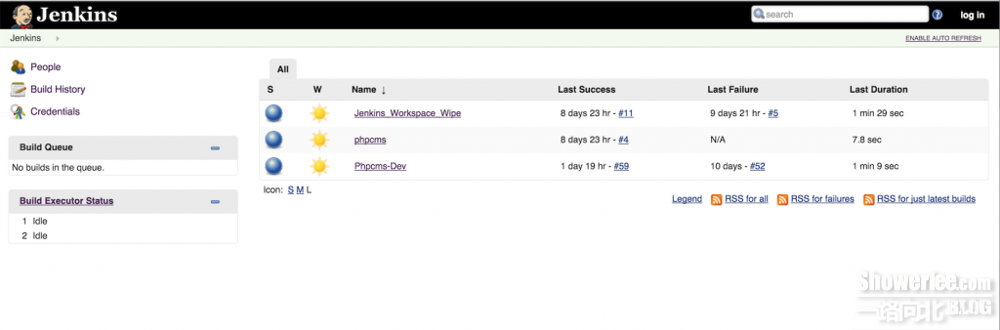 Jenkins
search
log in
Jenkins
ENABLE AUTO REFRESH
People
Build History
Credentials
Build Queue
No builds in the queue.
Build Executor Status
1 Idle
2 Idle
All
S W Name ↓ Last Success Last Failure Last Duration
Jenkins_Workspace_Wipe 8 days 23 hr - #11 9 days 21 hr - #5 1 min 29 sec
phpcms 8 days 23 hr - #4 N/A 7.8 sec
Phpcms-Dev 1 day 19 hr - #59 10 days - #52 1 min 9 sec
Icon: S M L
Legend RSS for all RSS for failures RSS for just latest builds
Showerlee.com
一路向北 BLOG